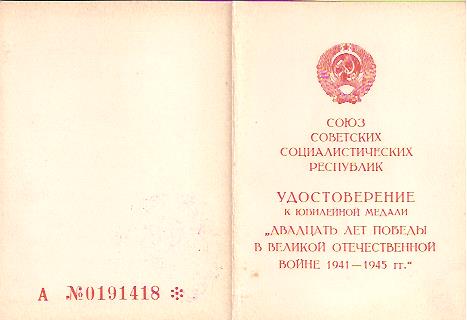 А №0191418
СОЮЗ
СОВЕТСКИХ
СОЦИАЛИСТИЧЕСКИХ
РЕСПУБЛИК
УДОСТОВЕРЕНИЕ
К ЮБИЛЕЙНОЙ МЕДАЛИ
„ДВАДЦАТЬ ЛЕТ ПОБЕДЫ
В ВЕЛИКОЙ ОТЕЧЕСТВЕННОЙ
ВОЙНЕ 1941—1945 гг.“